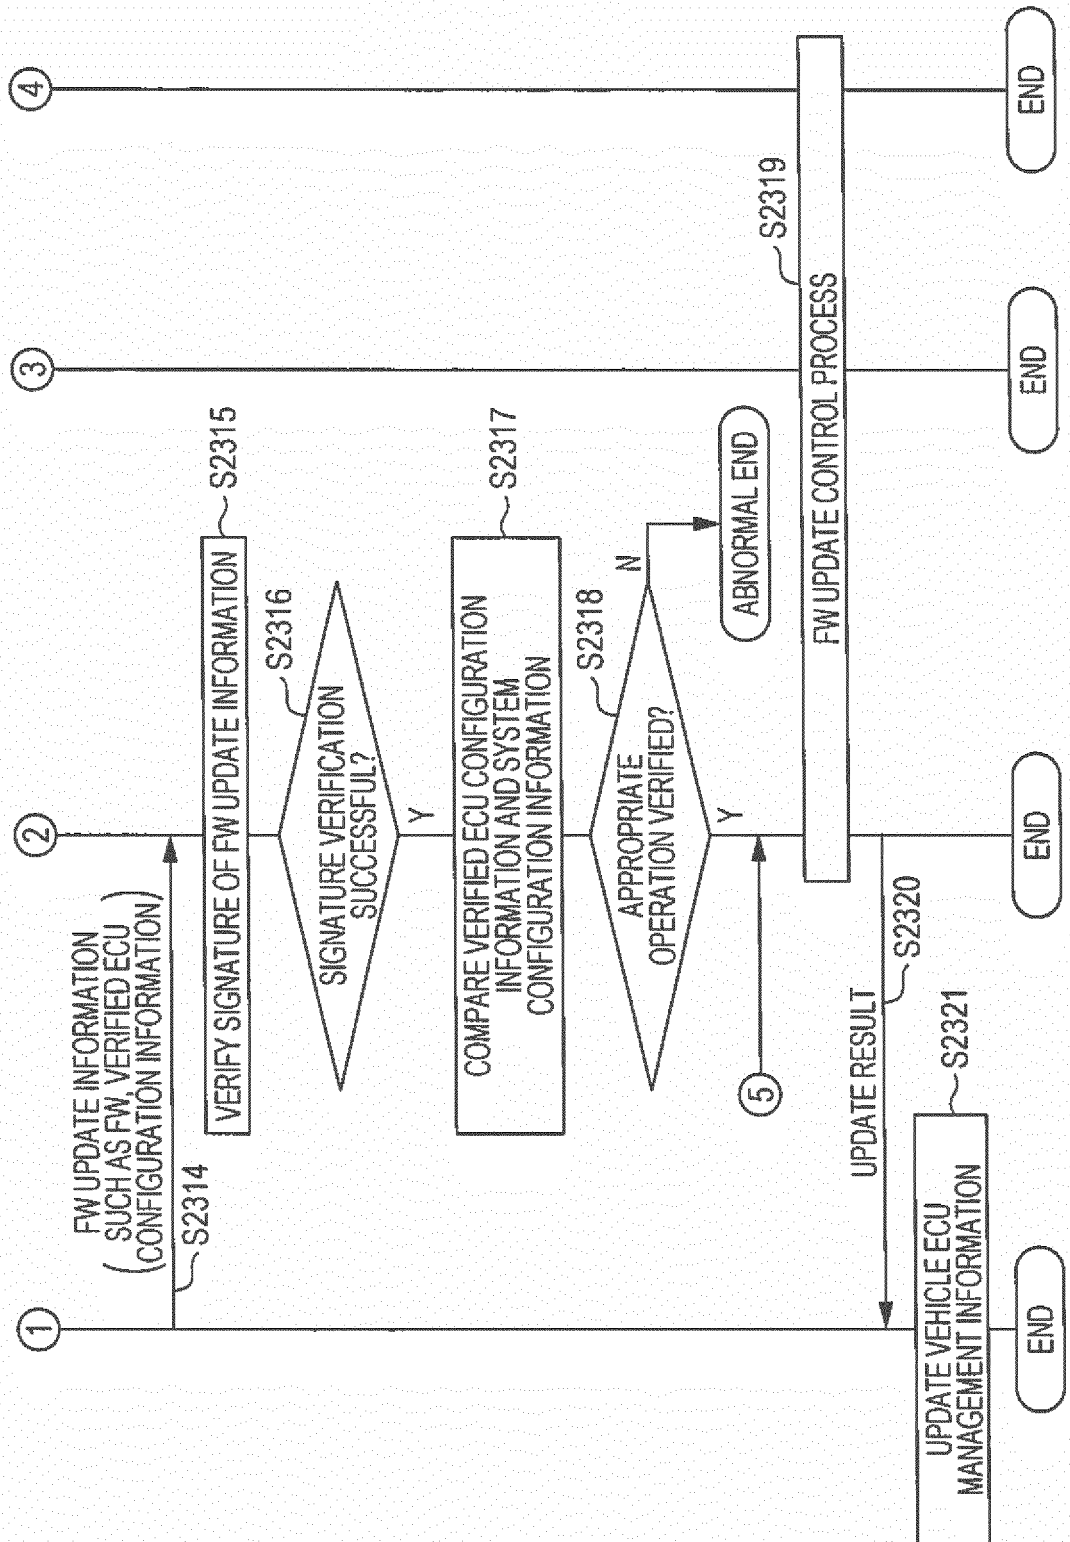 1
2
3
4
FW UPDATE INFORMATION
SUCH AS FW, VERIFIED ECU
CONFIGURATION INFORMATION
S2314
VERIFY SIGNATURE OF FW UPDATE INFORMATION
S2315
SIGNATURE VERIFICATION
SUCCESSFUL?
S2316
Y
COMPARE VERIFIED ECU CONFIGURATION
INFORMATION AND SYSTEM
CONFIGURATION INFORMATION
S2317
APPROPRIATE
OPERATION VERIFIED?
S2318
N
ABNORMAL END
Y
5
FW UPDATE CONTROL PROCESS
S2319
UPDATE RESULT
S2320
UPDATE VEHICLE ECU
MANAGEMENT INFORMATION
S2321
END
END
END
END